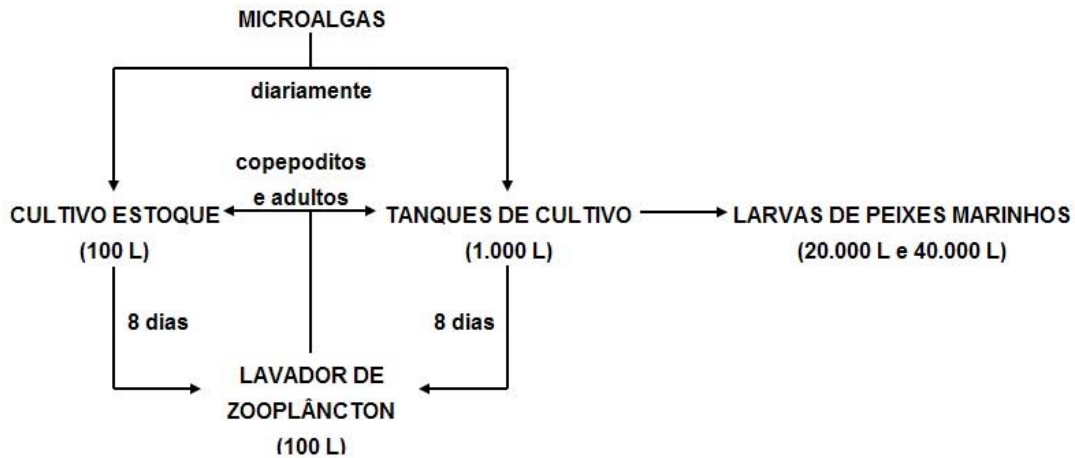 MICROALGAS
diariamente
copepoditos
e adultos
CULTIVO ESTOQUE
(100 L)
TANQUES DE CULTIVO
(1.000 L)
LARVAS DE PEIXES MARINHOS
(20.000 L e 40.000 L)
8 dias
8 dias
LAVADOR DE
ZOOPLÂNCTON
(100 L)